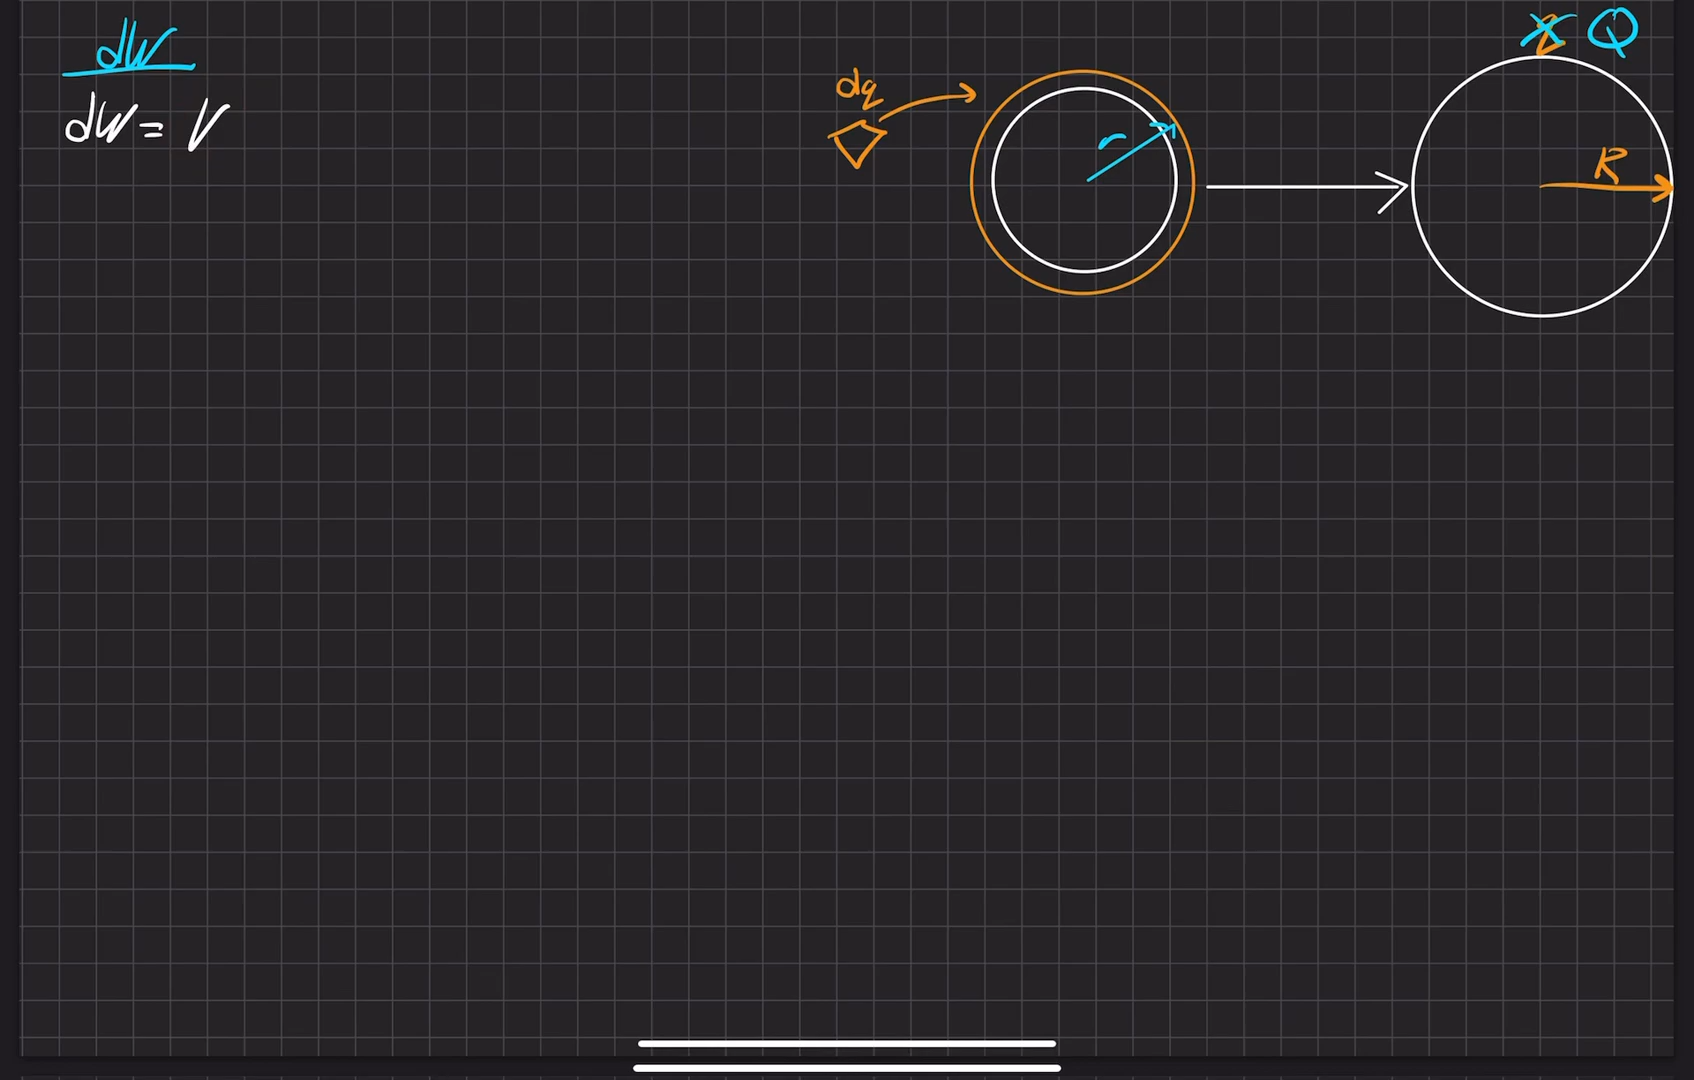 dW
dW = V
dq
r
Q
R